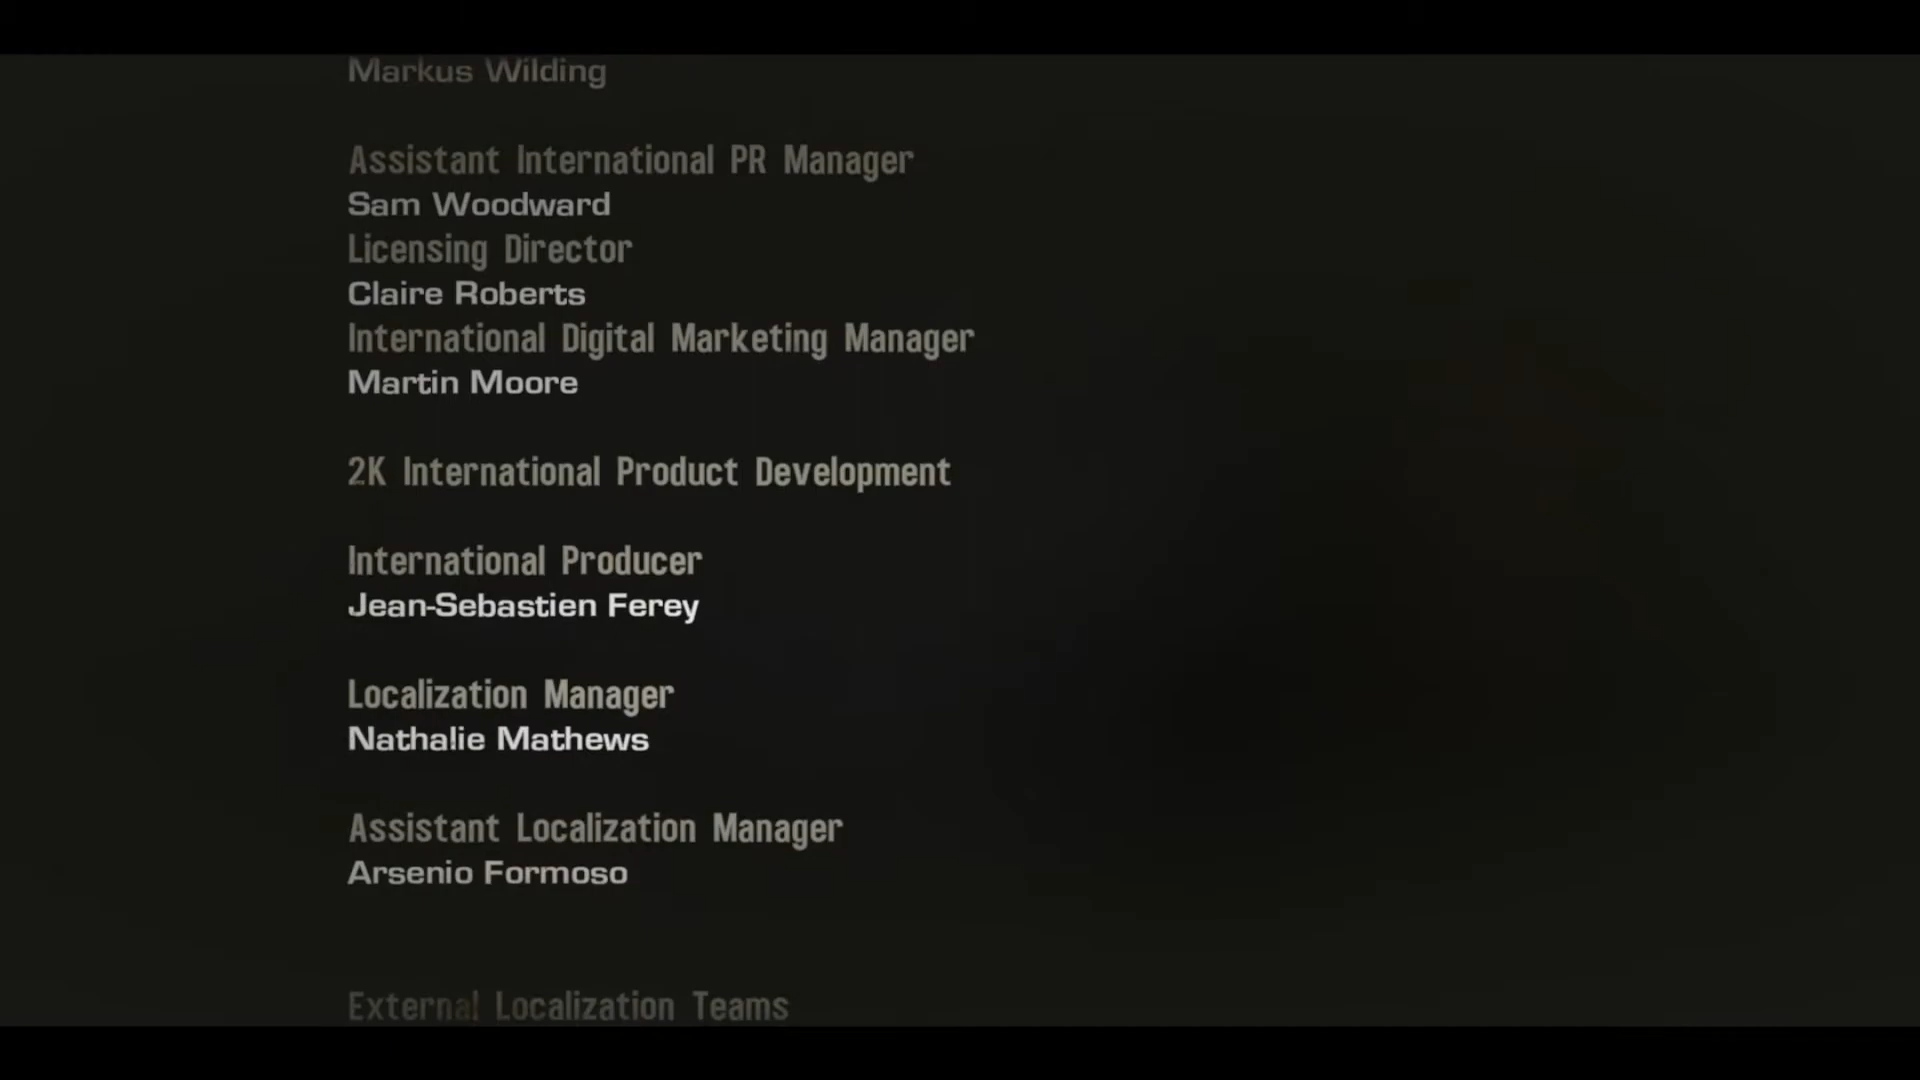 Markus Wilding
Assistant International PR Manager
Sam Woodward
Licensing Director
Claire Roberts
International Digital Marketing Manager
Martin Moore
2K International Product Development
International Producer
Jean-Sebastien Ferey
Localization Manager
Nathalie Mathews
Assistant Localization Manager
Arsenio Formoso
External Localization Teams